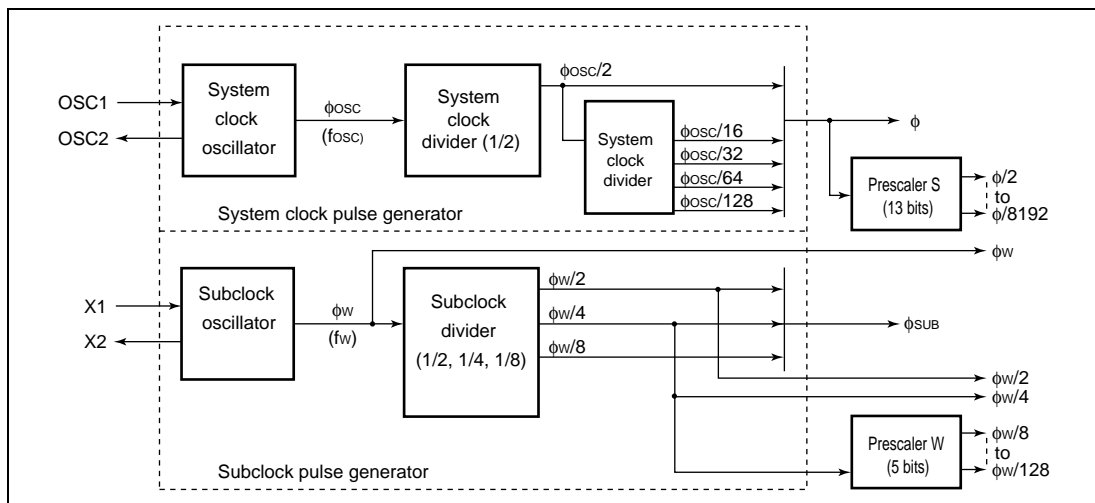 OSC1
OSC2
System
clock
oscillator
φOSC
(fOSC)
System
clock
divider (1/2)
φOSC/2
System
clock
divider
φOSC/16
φOSC/32
φOSC/64
φOSC/128
φ
Prescaler S
(13 bits)
φ/2
to
φ/8192
System clock pulse generator
X1
X2
Subclock
oscillator
φW
(fW)
Subclock
divider
(1/2, 1/4, 1/8)
φW/2
φW/4
φW/8
φW
φSUB
φW/2
φW/4
Prescaler W
(5 bits)
φW/8
to
φW/128
Subclock pulse generator